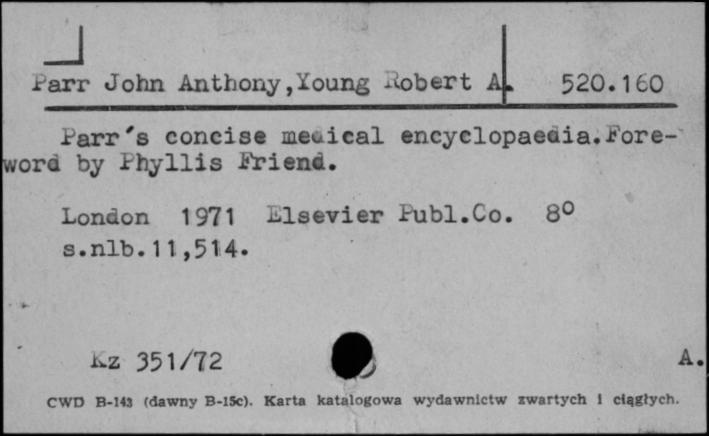 Parr John Anthony,Young Robert A. 520.160
Parr's concise medical encyclopaedia.Fore-
word by Phyllis Friend.
London 1971 Elsevier Publ.Co. 8º
s.nlb.11,514.
Kz 351/72 A.
CWD B-143 (dawny B-15c). Karta katalogowa wydawnictw zwartych i ciągłych.